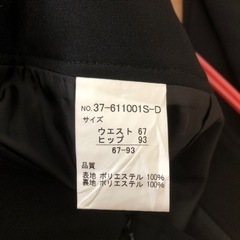 NO. 37-611001S-D
サイズ
ウエスト 67
ヒップ 93
67-93
品質
表地 ポリエステル 100%
裏地 ポリエステル 100%